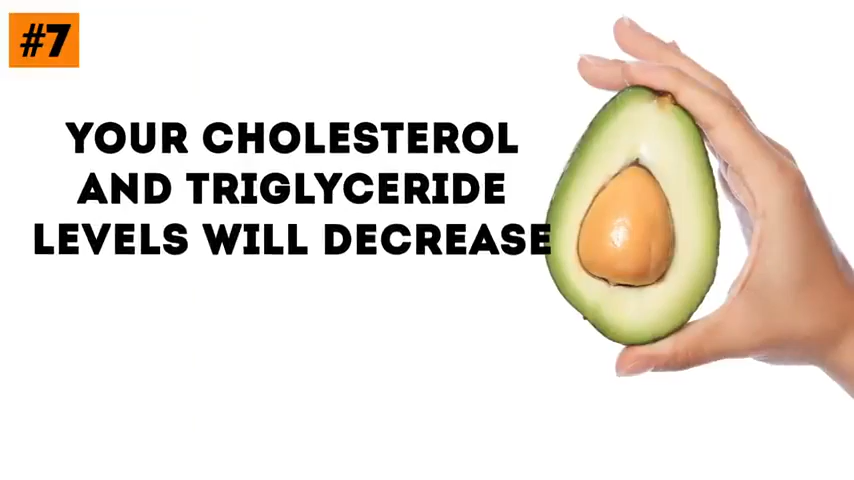 #7
YOUR CHOLESTEROL
AND TRIGLYCERIDE
LEVELS WILL DECREASE